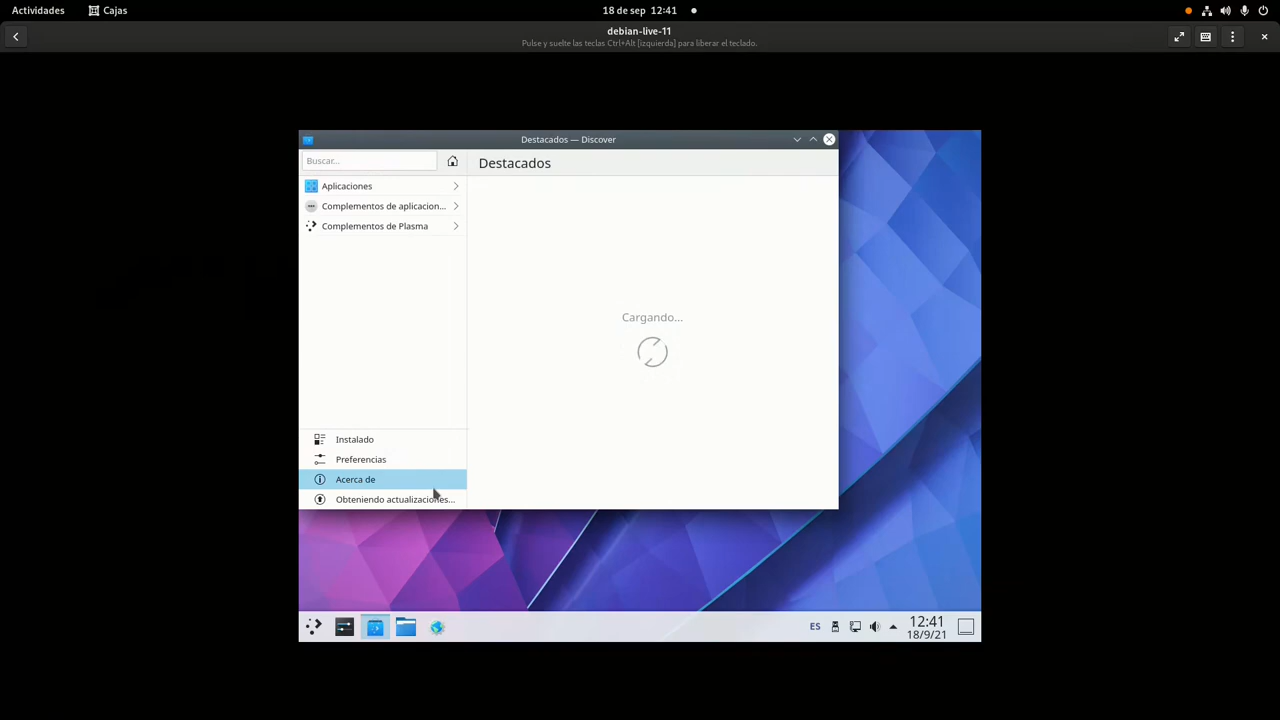 Actividades
Cajas
18 de sep 12:41
debian-live-11
Pulse y suelte las teclas Ctrl+Alt [izquierda] para liberar el teclado.
Destacados — Discover
Buscar...
Destacados
Aplicaciones
Complementos de aplicacion...
Complementos de Plasma
Cargando...
Instalado
Preferencias
Acerca de
Obteniendo actualizaciones...
ES
12:41
18/9/21